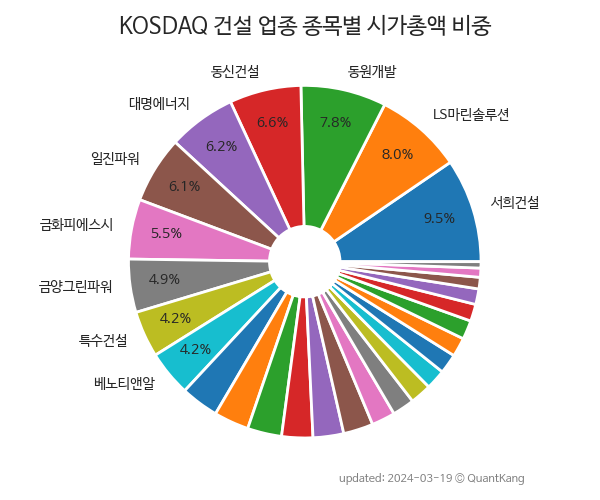 KOSDAQ 건설 업종 종목별 시가총액 비중
동신건설
동원개발
대명에너지
LS마린솔루션
6.6%
7.8%
6.2%
8.0%
일진파워
6.1%
서희건설
9.5%
금화피에스시
5.5%
4.9%
금양그린파워
4.2%
특수건설
4.2%
베노티앤알
updated: 2024-03-19 © QuantKang